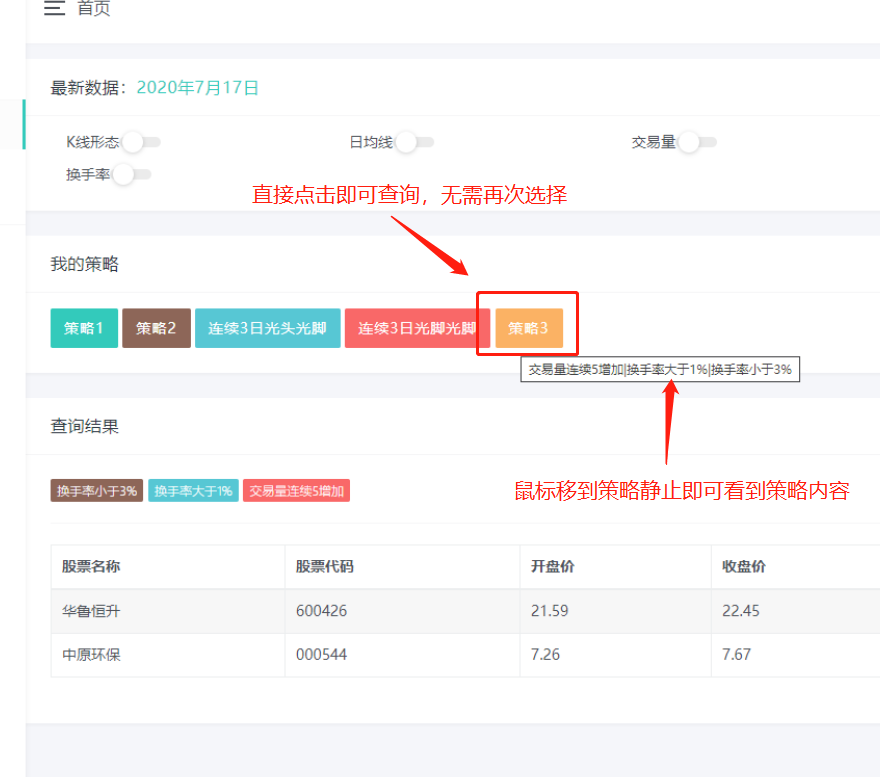 首页
最新数据：2020年7月17日
K线形态 日均线 交易量
换手率
直接点击即可查询，无需再次选择
我的策略
策略1 策略2 连续3日光头光脚 连续3日光脚光脚 策略3
交易量连续5增加|换手率大于1%|换手率小于3%
查询结果
换手率小于3% 换手率大于1% 交易量连续5增加
鼠标移到策略静止即可看到策略内容
股票名称 股票代码 开盘价 收盘价
华鲁恒升 600426 21.59 22.45
中原环保 000544 7.26 7.67